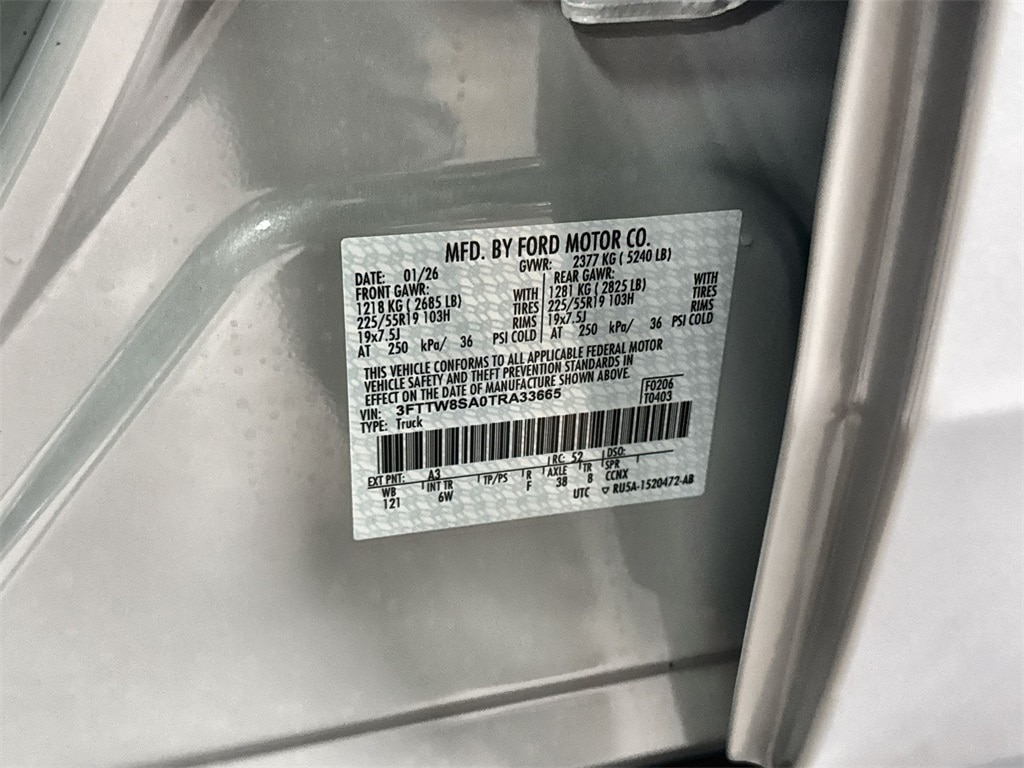 MFD. BY FORD MOTOR CO.
DATE: 01/26 GVWR: 2377 KG ( 5240 LB)
FRONT GAWR: REAR GAWR:
1218 KG ( 2685 LB) WITH 1281 KG ( 2825 LB) WITH
225/55R19 103H TIRES 225/55R19 103H TIRES
19x7.5J RIMS 19x7.5J RIMS
AT 250 kPa/ 36 PSI COLD AT 250 kPa/ 36 PSI COLD
THIS VEHICLE CONFORMS TO ALL APPLICABLE FEDERAL MOTOR
VEHICLE SAFETY AND THEFT PREVENTION STANDARDS IN
EFFECT ON THE DATE OF MANUFACTURE SHOWN ABOVE.
VIN: 3FTTW8SA0TRA33665 F0206
TYPE: Truck T0403
EXT PNT: A3 RC: 52 DSO:
WB INT TR TP/PS R AXLE TR SPR
121 6W F 38 8 CCNX
UTC ▽ RU5A-1520472-AB